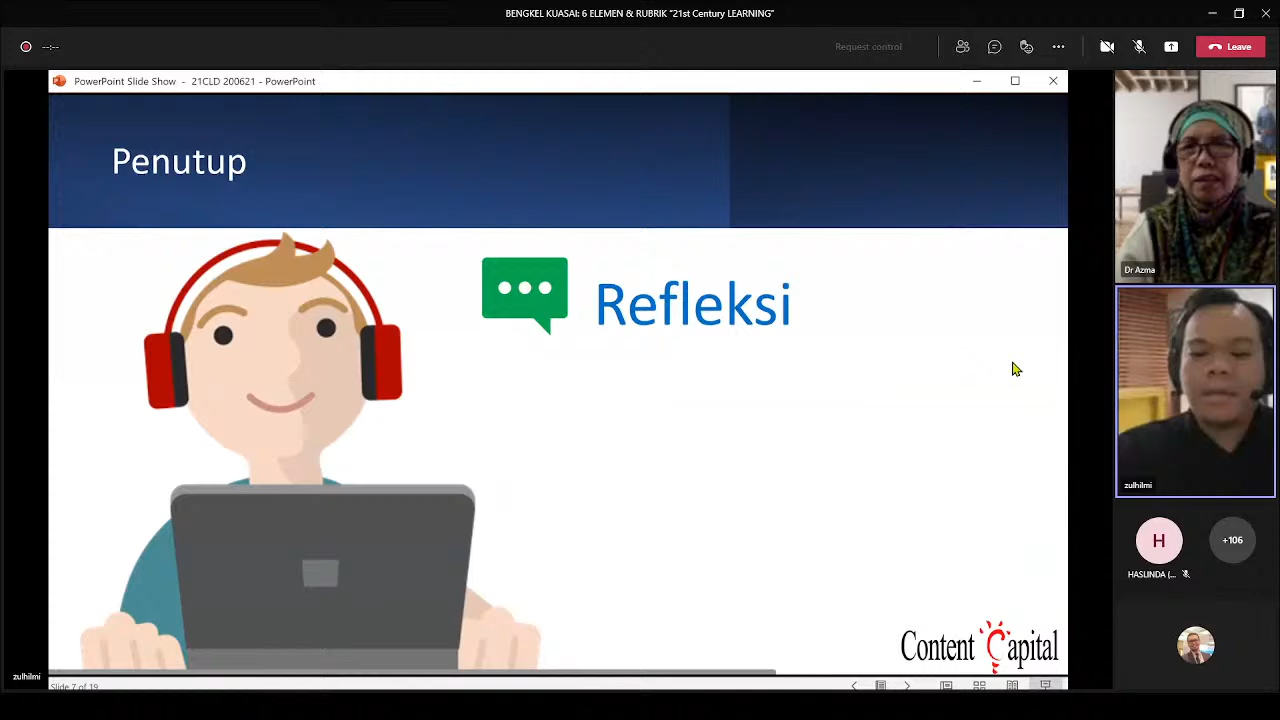 BENGKEL KUASAI: 6 ELEMEN & RUBRIK "21st Century LEARNING"
--:--
Request control
Leave
PowerPoint Slide Show - 21CLD 200621 - PowerPoint
Penutup
Refleksi
Content Capital
Slide 7 of 19
zulhilmi
Dr Azma
zulhilmi
H
+106
HASLINDA (...